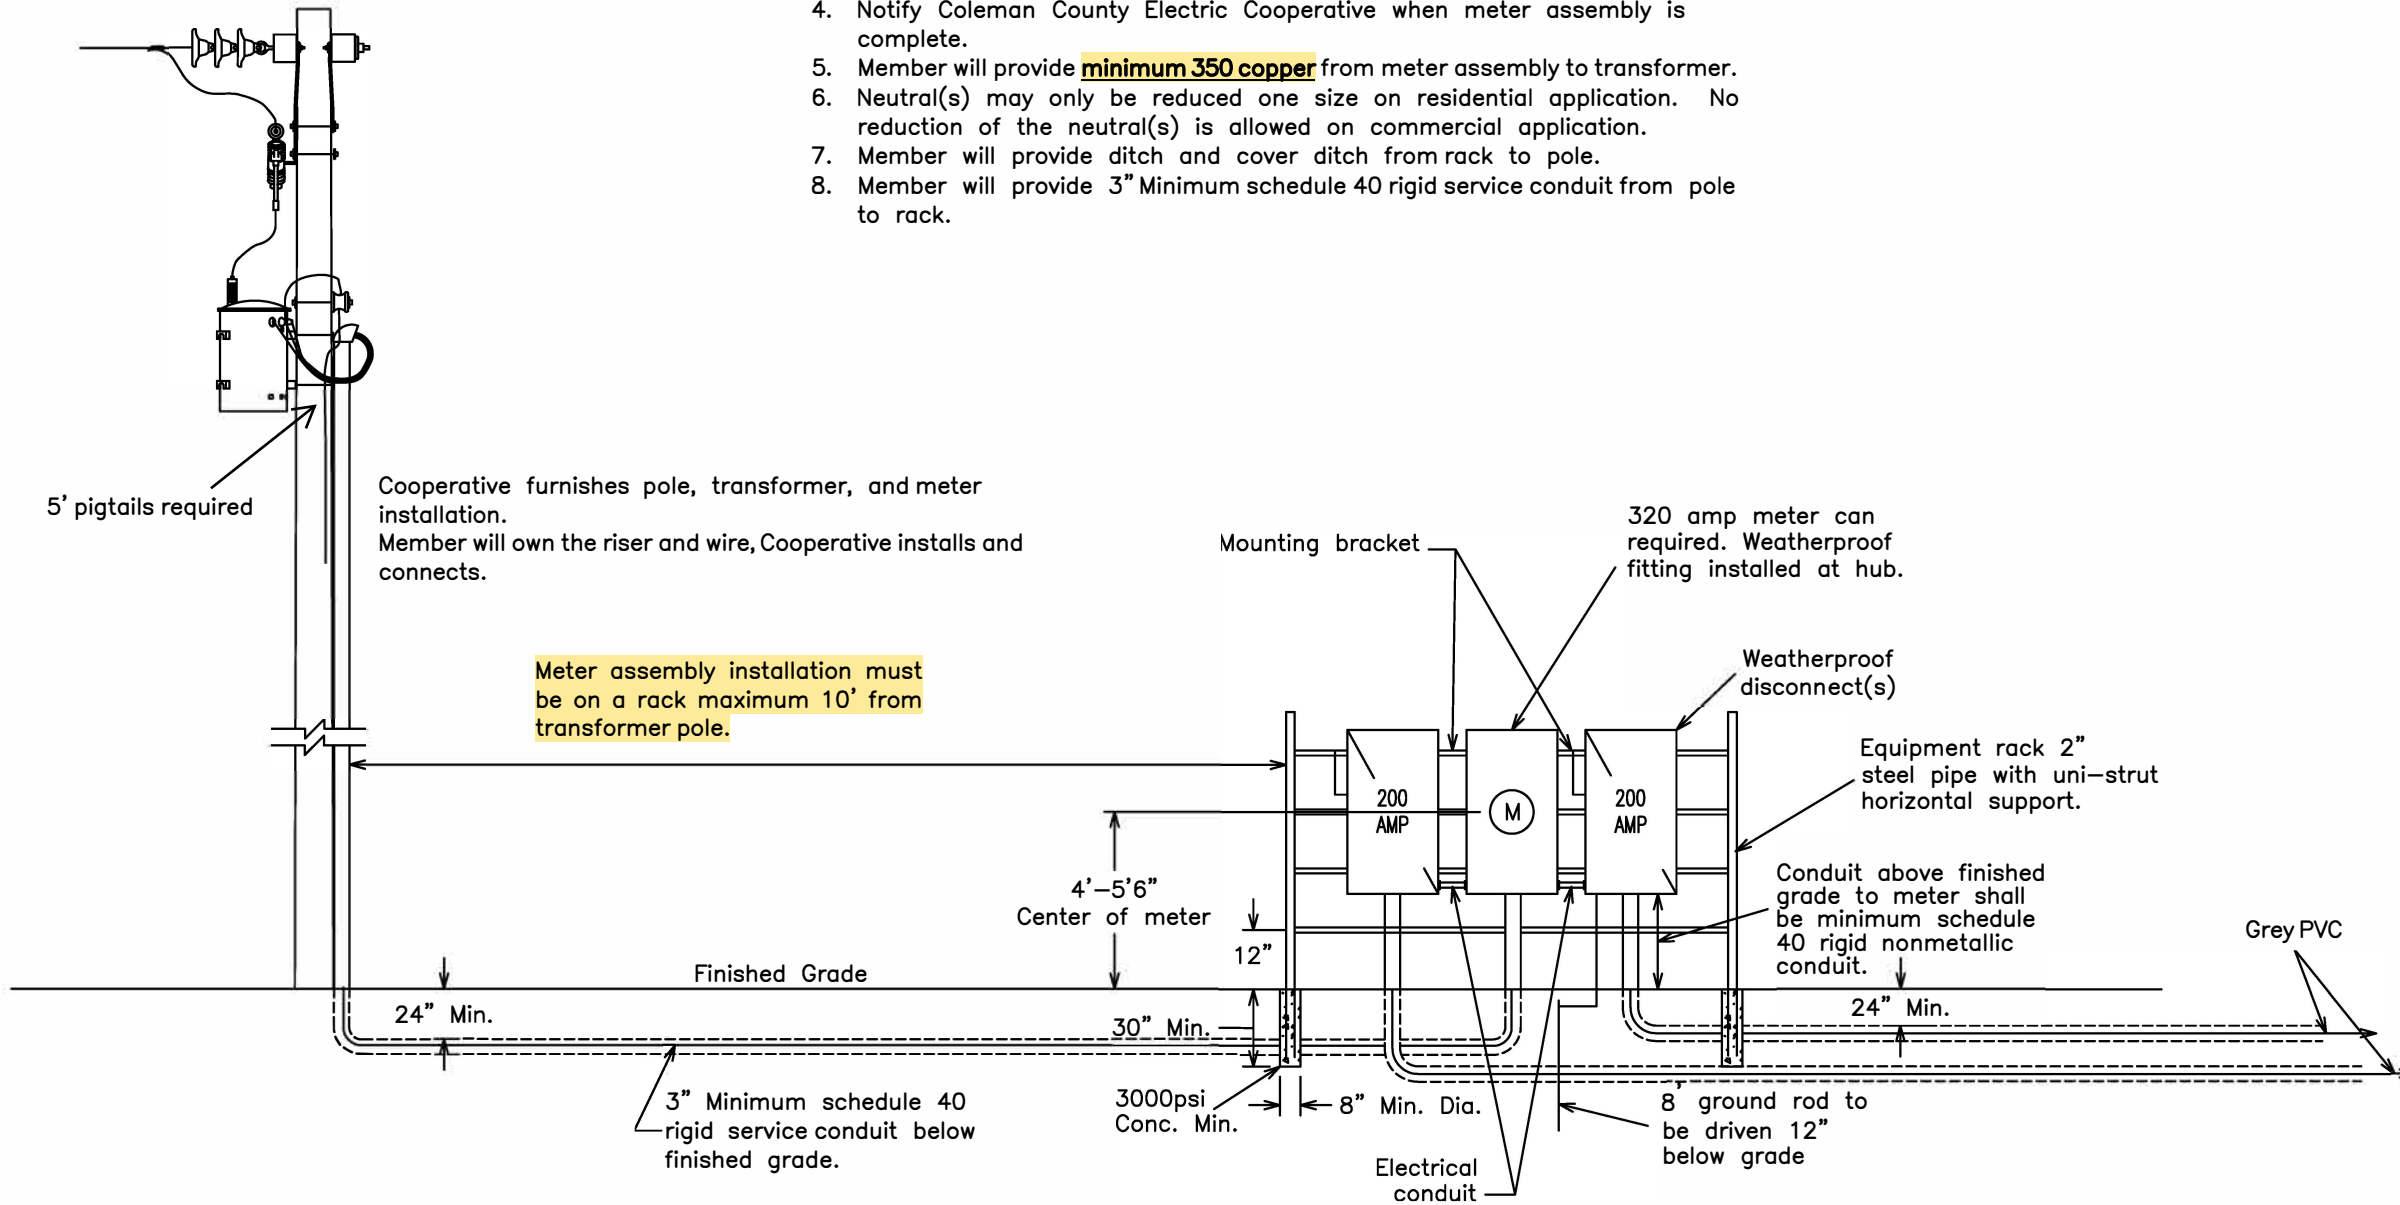 4. Notify Coleman County Electric Cooperative when meter assembly is
complete.
5. Member will provide minimum 350 copper from meter assembly to transformer.
6. Neutral(s) may only be reduced one size on residential application. No
reduction of the neutral(s) is allowed on commercial application.
7. Member will provide ditch and cover ditch from rack to pole.
8. Member will provide 3” Minimum schedule 40 rigid service conduit from pole
to rack.
5’ pigtails required
Cooperative furnishes pole, transformer, and meter
installation.
Member will own the riser and wire, Cooperative installs and
connects.
Meter assembly installation must
be on a rack maximum 10’ from
transformer pole.
Mounting bracket
320 amp meter can
required. Weatherproof
fitting installed at hub.
Weatherproof
disconnect(s)
Equipment rack 2”
steel pipe with uni–strut
horizontal support.
200
AMP
M
200
AMP
4’–5’6”
Center of meter
12”
Conduit above finished
grade to meter shall
be minimum schedule
40 rigid nonmetallic
conduit.
Grey PVC
Finished Grade
24” Min.
30” Min.
24” Min.
3” Minimum schedule 40
rigid service conduit below
finished grade.
3000psi
Conc. Min.
8” Min. Dia.
8’ ground rod to
be driven 12”
below grade
Electrical
conduit